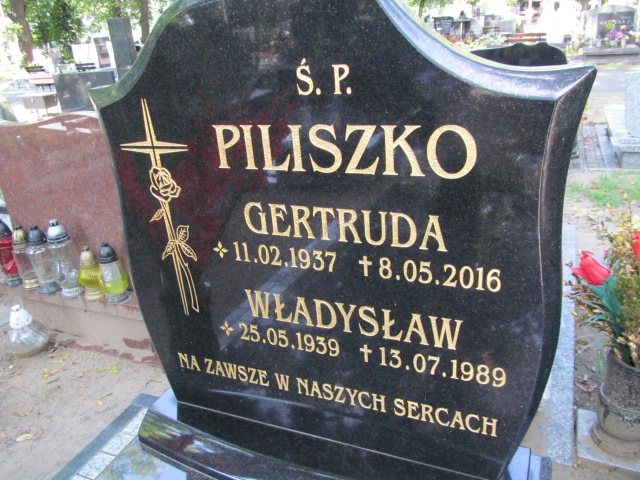 Ś. P.
PILISZKO
GERTRUDA
✧ 11.02.1937 ✝ 8.05.2016
WŁADYSŁAW
✧ 25.05.1939 ✝ 13.07.1989
NA ZAWSZE W NASZYCH SERCACH